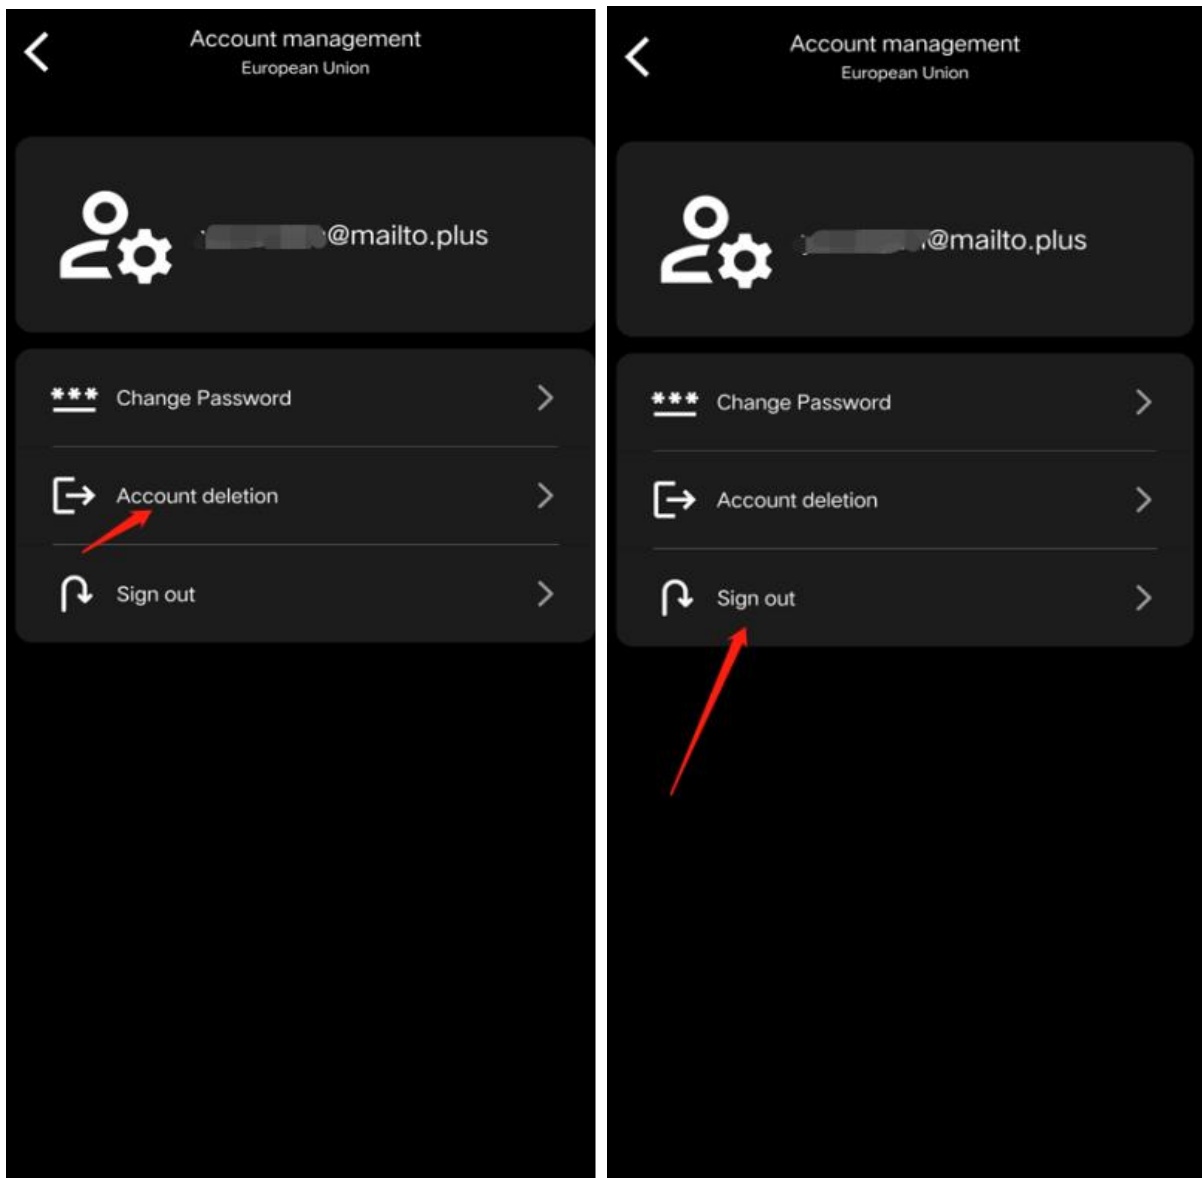 Account management
European Union
@mailto.plus
*** Change Password
Account deletion
Sign out
Account management
European Union
@mailto.plus
*** Change Password
Account deletion
Sign out